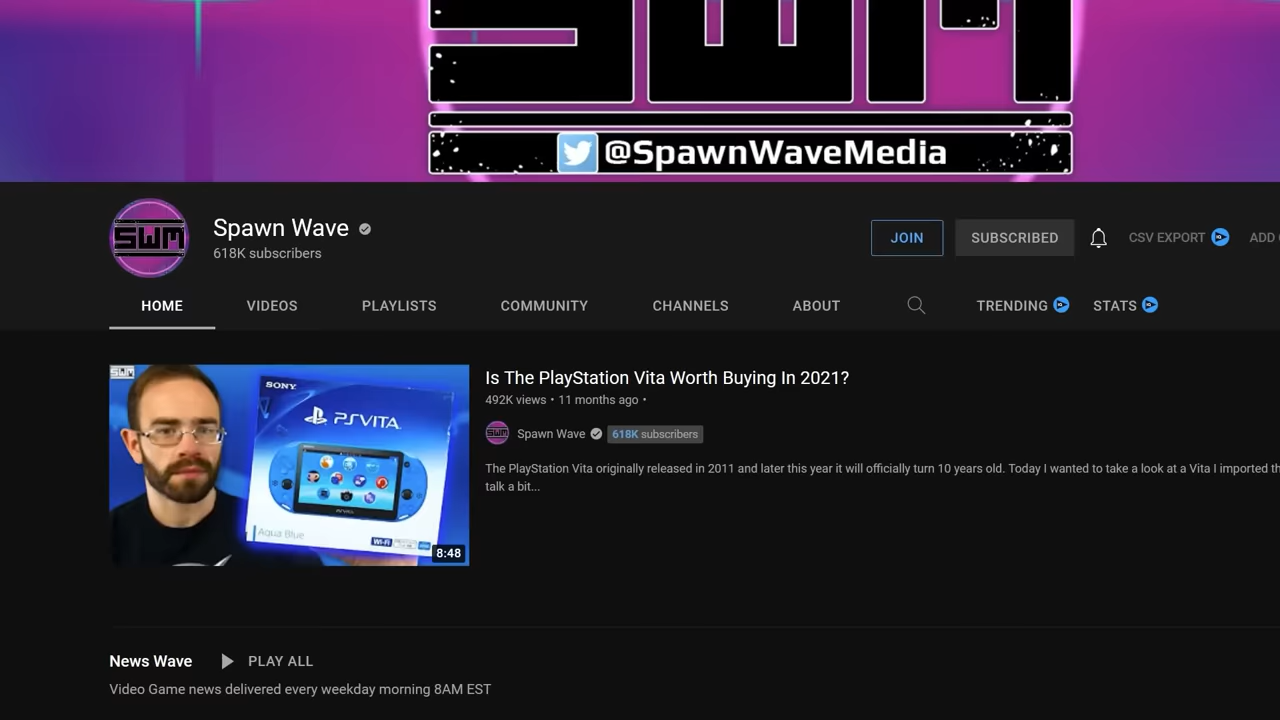 SWM
@SpawnWaveMedia
SWM
Spawn Wave
618K subscribers
JOIN
SUBSCRIBED
CSV EXPORT
ADD
HOME
VIDEOS
PLAYLISTS
COMMUNITY
CHANNELS
ABOUT
TRENDING
STATS
SWM
SONY
PSVITA
Aqua Blue
Wi-Fi
8:48
Is The PlayStation Vita Worth Buying In 2021?
492K views • 11 months ago •
Spawn Wave
618K subscribers
The PlayStation Vita originally released in 2011 and later this year it will officially turn 10 years old. Today I wanted to take a look at a Vita I imported th
talk a bit...
News Wave
PLAY ALL
Video Game news delivered every weekday morning 8AM EST